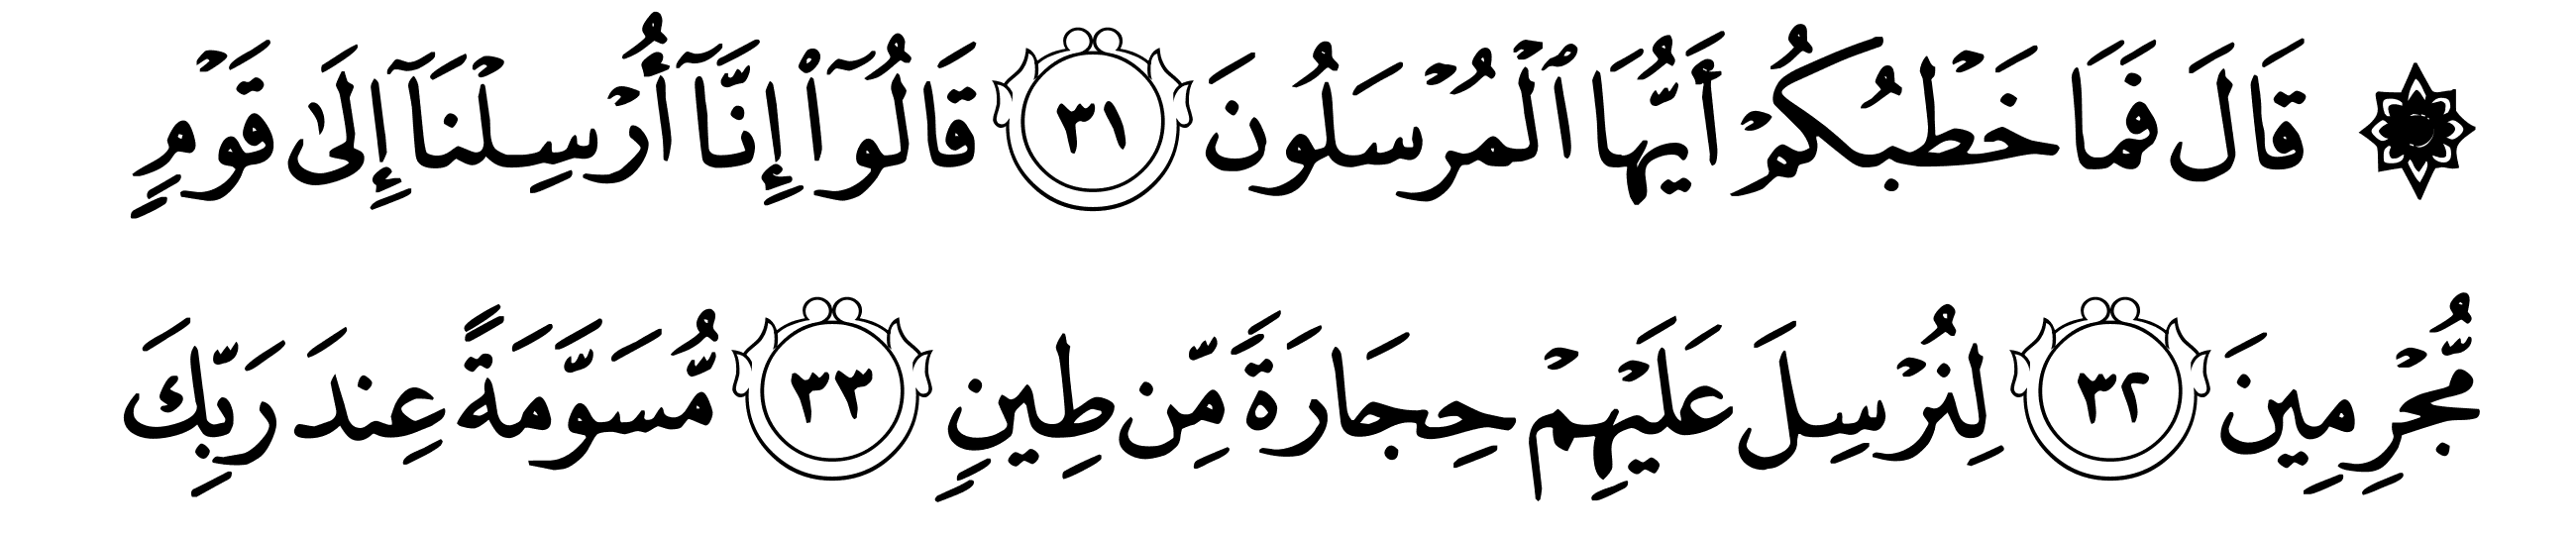 ۞ قَالَ فَمَا خَطْبُكُمْ أَيُّهَا ٱلْمُرْسَلُونَ ٣١ قَالُوٓا۟ إِنَّآ أُرْسِلْنَآ إِلَىٰ قَوْمٍ
مُّجْرِمِينَ ٣٢ لِنُرْسِلَ عَلَيْهِمْ حِجَارَةً مِّن طِينٍ ٣٣ مُّسَوَّمَةً عِندَ رَبِّكَ